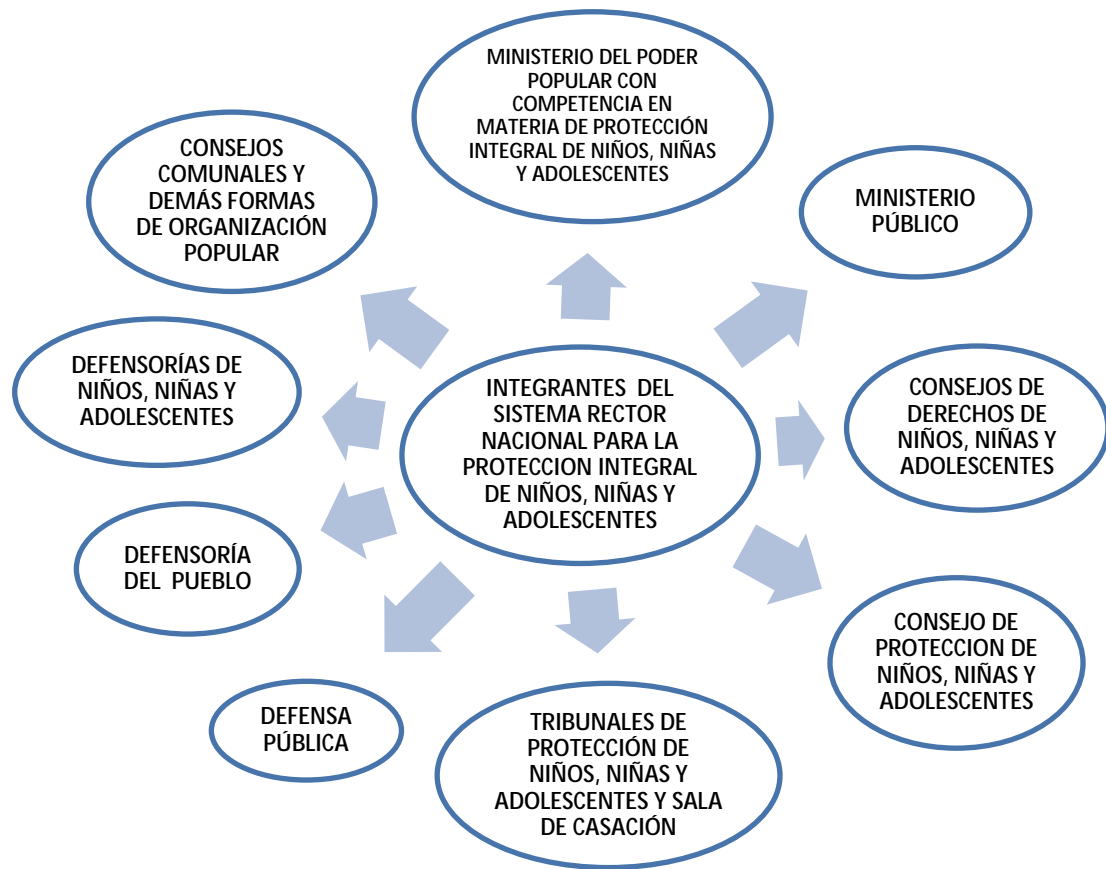 MINISTERIO DEL PODER
POPULAR CON
COMPETENCIA EN
MATERIA DE PROTECCIÓN
INTEGRAL DE NIÑOS, NIÑAS
Y ADOLESCENTES
CONSEJOS
COMUNALES Y
DEMÁS FORMAS
DE ORGANIZACIÓN
POPULAR
MINISTERIO
PÚBLICO
DEFENSORÍAS DE
NIÑOS, NIÑAS Y
ADOLESCENTES
INTEGRANTES DEL
SISTEMA RECTOR
NACIONAL PARA LA
PROTECCION INTEGRAL
DE NIÑOS, NIÑAS Y
ADOLESCENTES
CONSEJOS DE
DERECHOS DE
NIÑOS, NIÑAS Y
ADOLESCENTES
DEFENSORÍA
DEL PUEBLO
CONSEJO DE
PROTECCION DE
NIÑOS, NIÑAS Y
ADOLESCENTES
DEFENSA
PÚBLICA
TRIBUNALES DE
PROTECCIÓN DE
NIÑOS, NIÑAS Y
ADOLESCENTES Y SALA
DE CASACIÓN